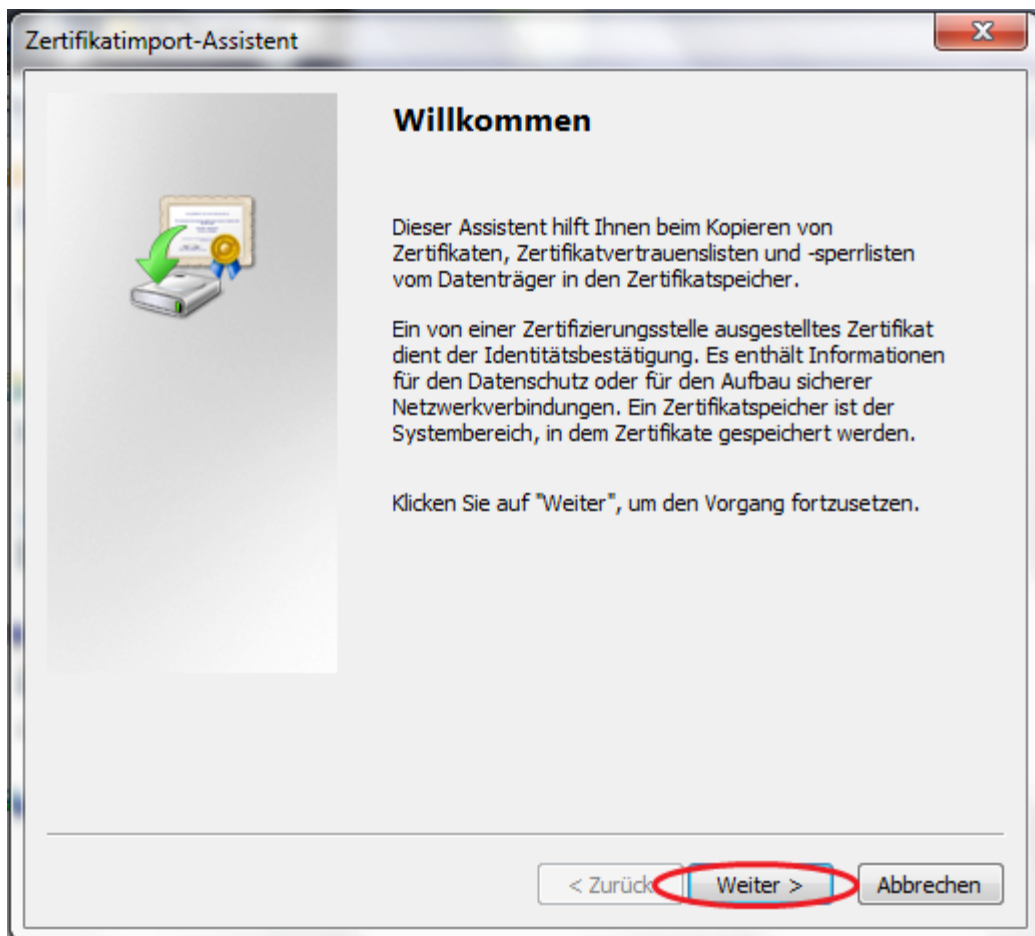 Zertifikatimport-Assistent
Willkommen
Dieser Assistent hilft Ihnen beim Kopieren von
Zertifikaten, Zertifikatvertrauenslisten und -sperrlisten
vom Datenträger in den Zertifikatspeicher.
Ein von einer Zertifizierungsstelle ausgestelltes Zertifikat
dient der Identitätsbestätigung. Es enthält Informationen
für den Datenschutz oder für den Aufbau sicherer
Netzwerkverbindungen. Ein Zertifikatspeicher ist der
Systembereich, in dem Zertifikate gespeichert werden.
Klicken Sie auf "Weiter", um den Vorgang fortzusetzen.
< Zurück Weiter > Abbrechen